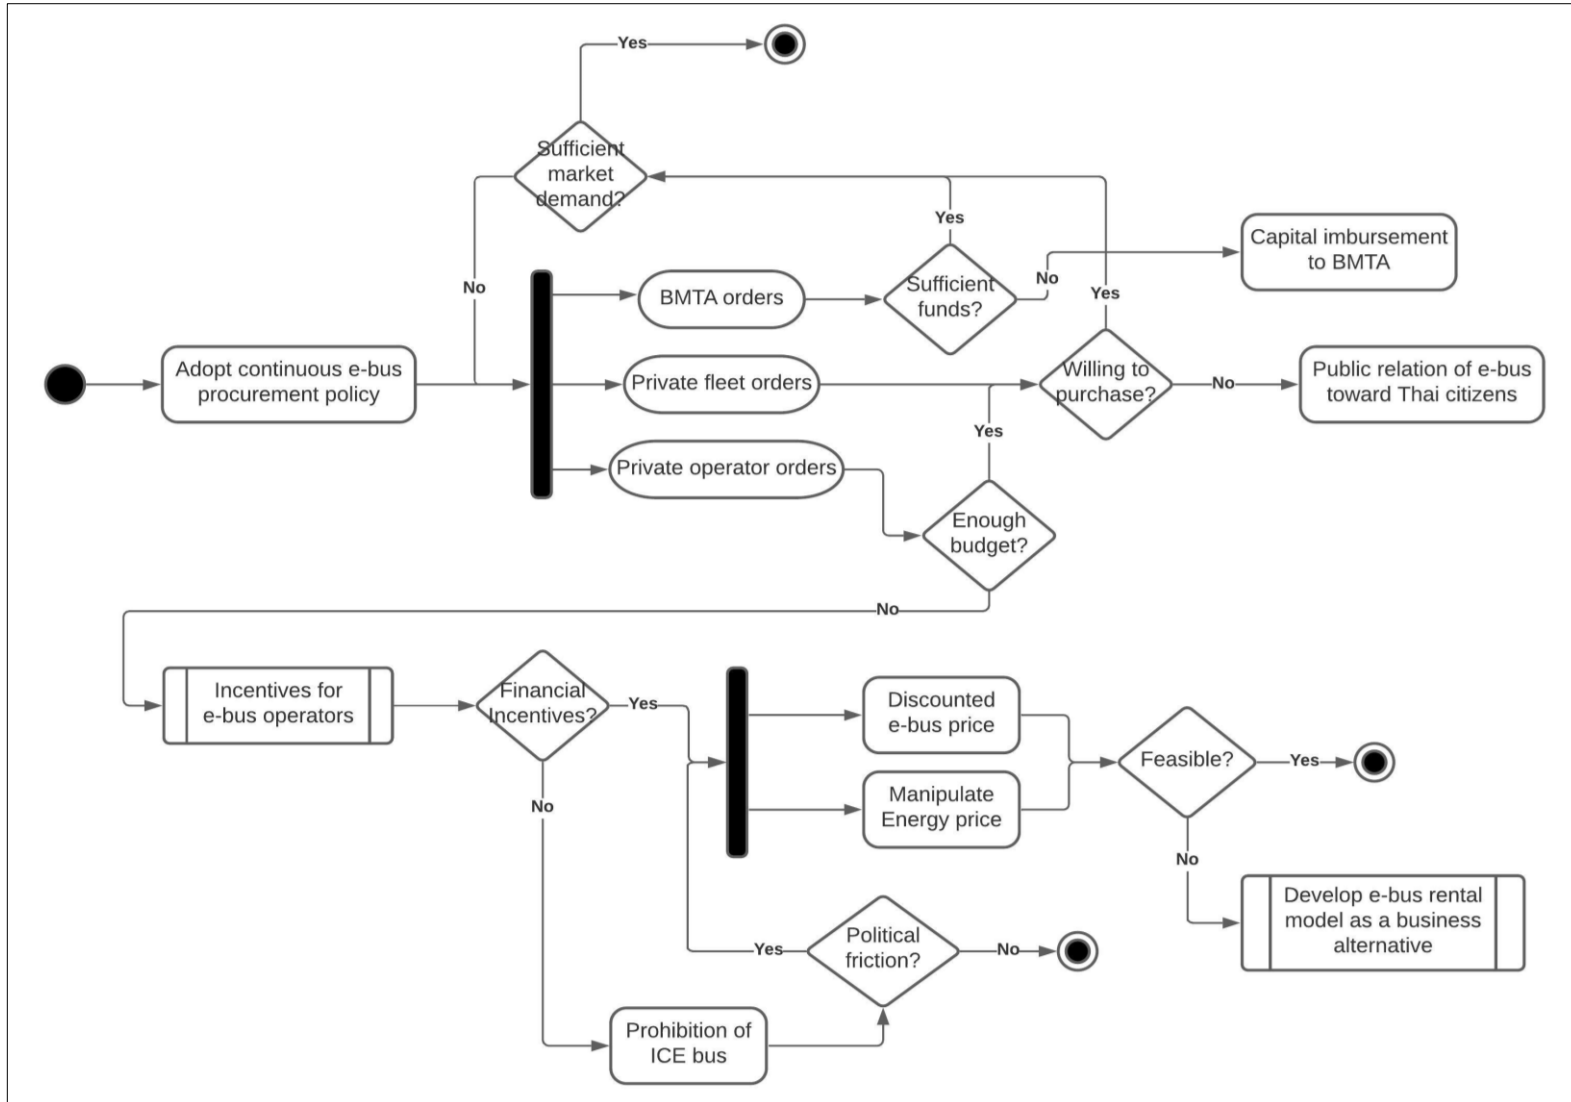 Yes
Sufficient
market
demand?
No
Yes
Sufficient
funds?
No
Capital imbursement
to BMTA
BMTA orders
Yes
Adopt continuous e-bus
procurement policy
Private fleet orders
Willing to
purchase?
No
Public relation of e-bus
toward Thai citizens
Yes
Private operator orders
Enough
budget?
No
Incentives for
e-bus operators
Financial
Incentives?
Yes
No
Discounted
e-bus price
Manipulate
Energy price
Feasible?
Yes
No
Develop e-bus rental
model as a business
alternative
Political
friction?
Yes
No
Prohibition of
ICE bus